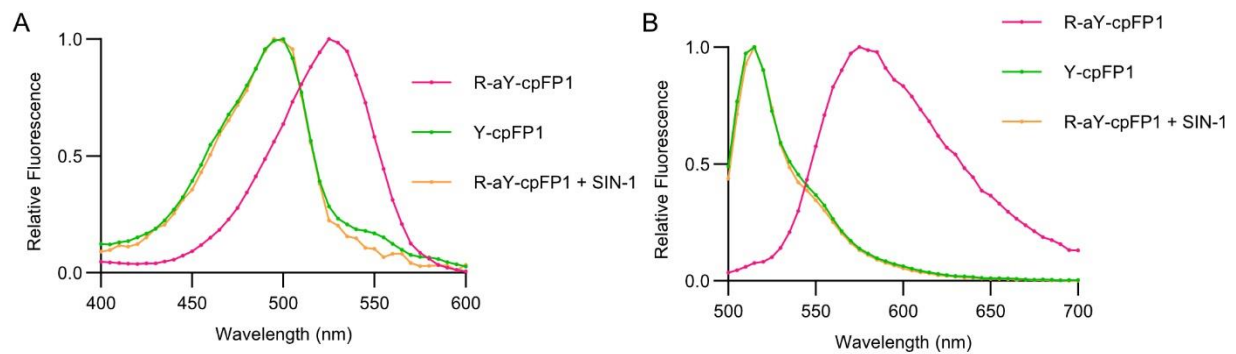 A
1.0
0.5
0.0
Relative Fluorescence
400
450
500
550
600
Wavelength (nm)
R-aY-cpFP1
Y-cpFP1
R-aY-cpFP1 + SIN-1
B
1.0
0.5
0.0
Relative Fluorescence
500
550
600
650
700
Wavelength (nm)
R-aY-cpFP1
Y-cpFP1
R-aY-cpFP1 + SIN-1